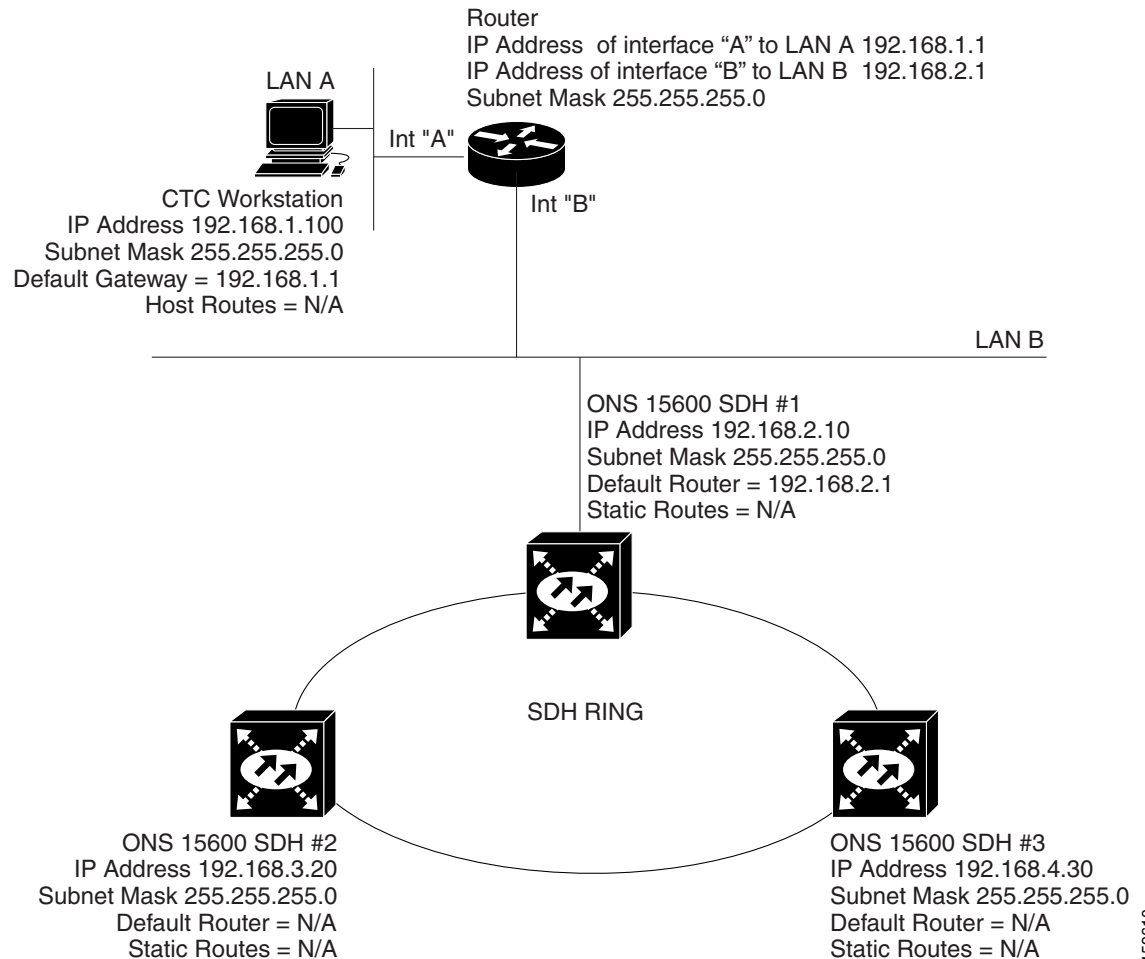 Router
IP Address of interface “A” to LAN A 192.168.1.1
IP Address of interface “B” to LAN B 192.168.2.1
Subnet Mask 255.255.255.0
LAN A
Int "A"
Int "B"
CTC Workstation
IP Address 192.168.1.100
Subnet Mask 255.255.255.0
Default Gateway = 192.168.1.1
Host Routes = N/A
LAN B
ONS 15600 SDH #1
IP Address 192.168.2.10
Subnet Mask 255.255.255.0
Default Router = 192.168.2.1
Static Routes = N/A
SDH RING
ONS 15600 SDH #2
IP Address 192.168.3.20
Subnet Mask 255.255.255.0
Default Router = N/A
Static Routes = N/A
ONS 15600 SDH #3
IP Address 192.168.4.30
Subnet Mask 255.255.255.0
Default Router = N/A
Static Routes = N/A